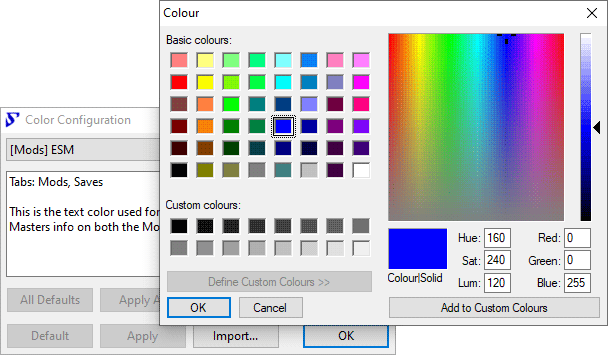 Colour
Basic colours:
Custom colours:
Define Custom Colours >>
OK
Cancel
Colour|Solid
Hue: 160
Sat: 240
Lum: 120
Red: 0
Green: 0
Blue: 255
Add to Custom Colours
Color Configuration
[Mods] ESM
Tabs: Mods, Saves
This is the text color used for
Masters info on both the Mo
All Defaults
Apply A
Default
Apply
Import...
OK